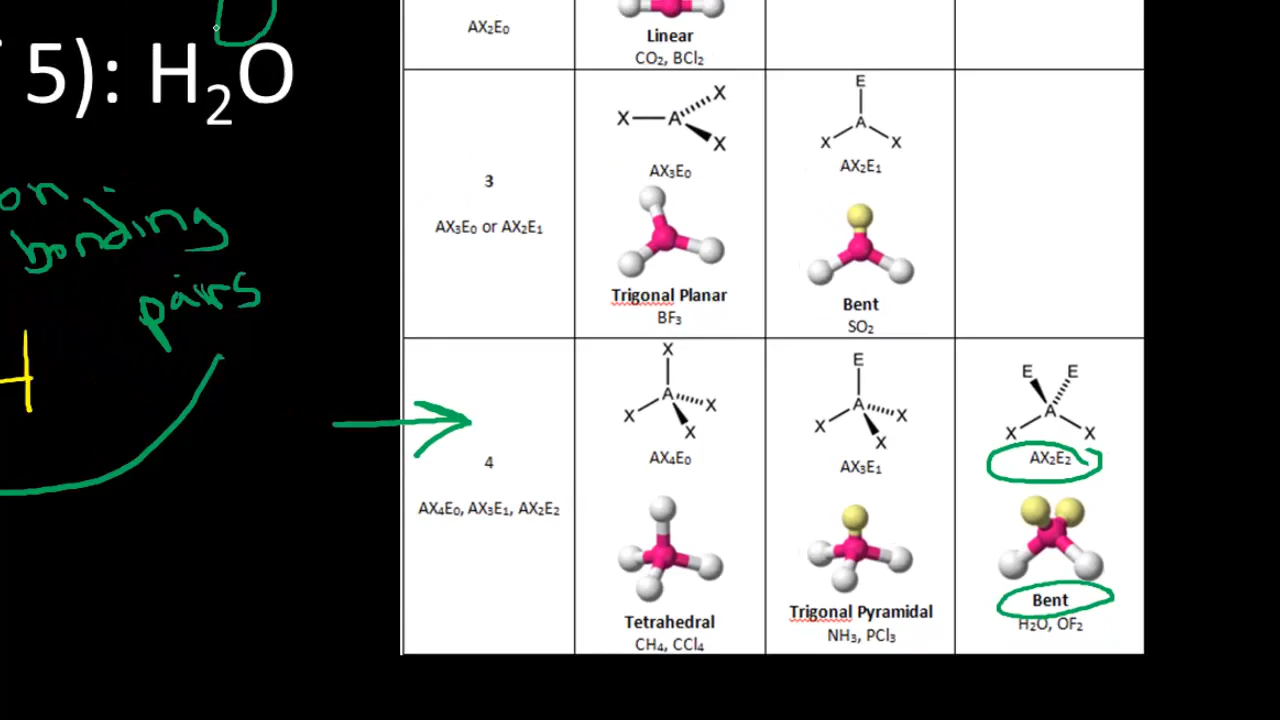 5): H₂O
on
bonding
pairs
H
AX₂E₀
Linear
CO₂, BCl₂
3
AX₃E₀ or AX₂E₁
X A X X
AX₃E₀
Trigonal Planar
BF₃
E A X X
AX₂E₁
Bent
SO₂
4
AX₄E₀, AX₃E₁, AX₂E₂
X A X X X
AX₄E₀
Tetrahedral
CH₄, CCl₄
E A X X X
AX₃E₁
Trigonal Pyramidal
NH₃, PCl₃
E E A X X
AX₂E₂
Bent
H₂O, OF₂